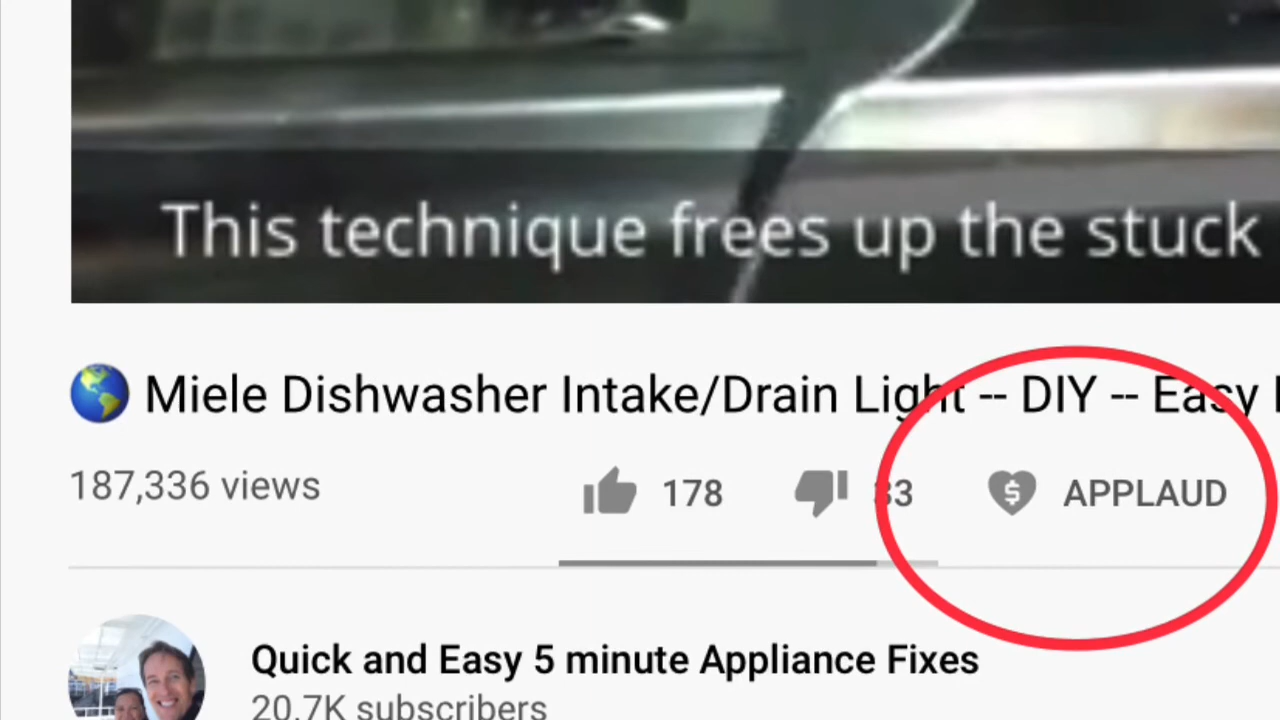 This technique frees up the stuck
Miele Dishwasher Intake/Drain Light -- DIY -- Easy
187,336 views
178
33
$ APPLAUD
Quick and Easy 5 minute Appliance Fixes
20.7K subscribers